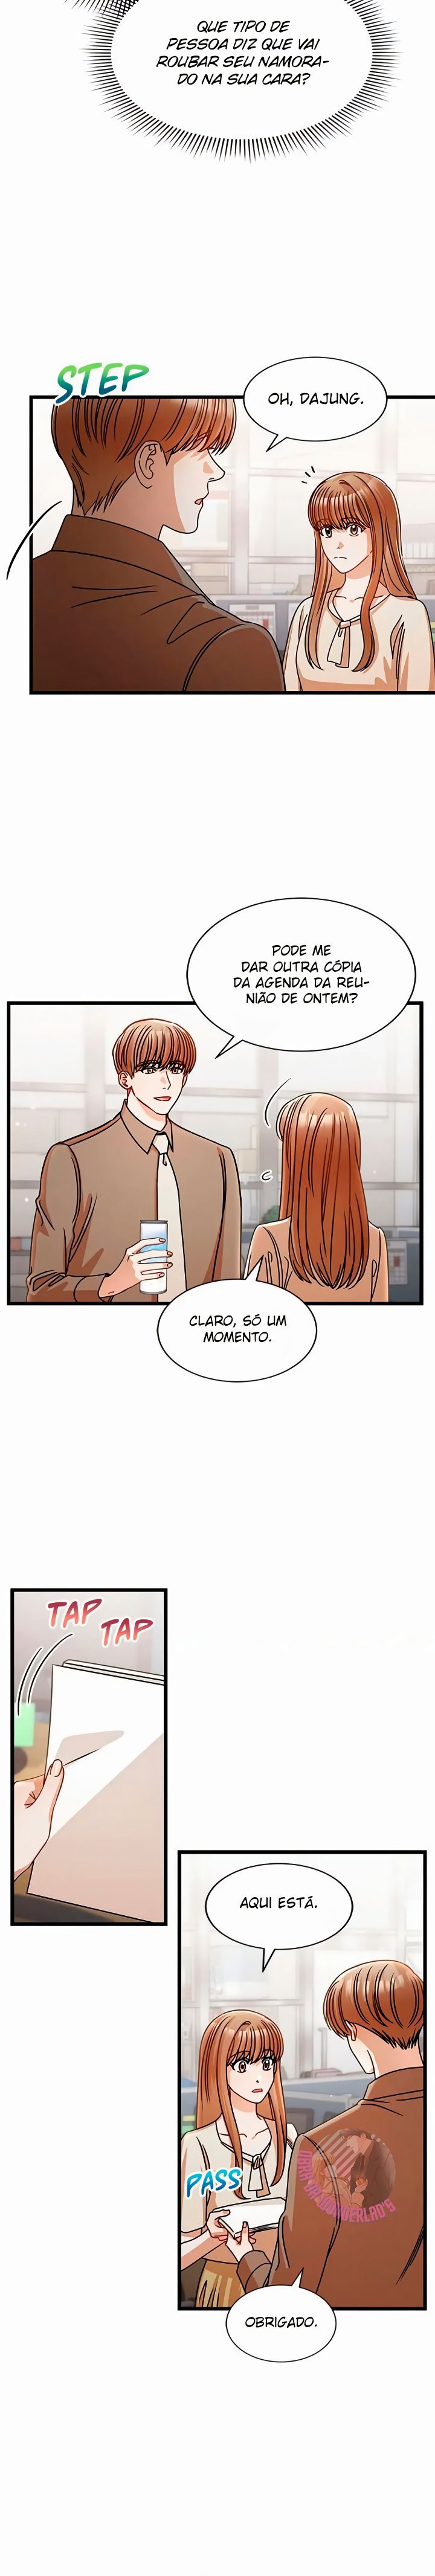 QUE TIPO DE
PESSOA DIZ QUE VAI
ROUBAR SEU NAMORA-
DO NA SUA CARA?
STEP
OH, DAJUNG.
PODE ME
DAR OUTRA CÓPIA
DA AGENDA DA REU-
NIÃO DE ONTEM?
CLARO, SÓ UM
MOMENTO.
TAP
TAP
AQUI ESTÁ.
PASS
OBRIGADO.